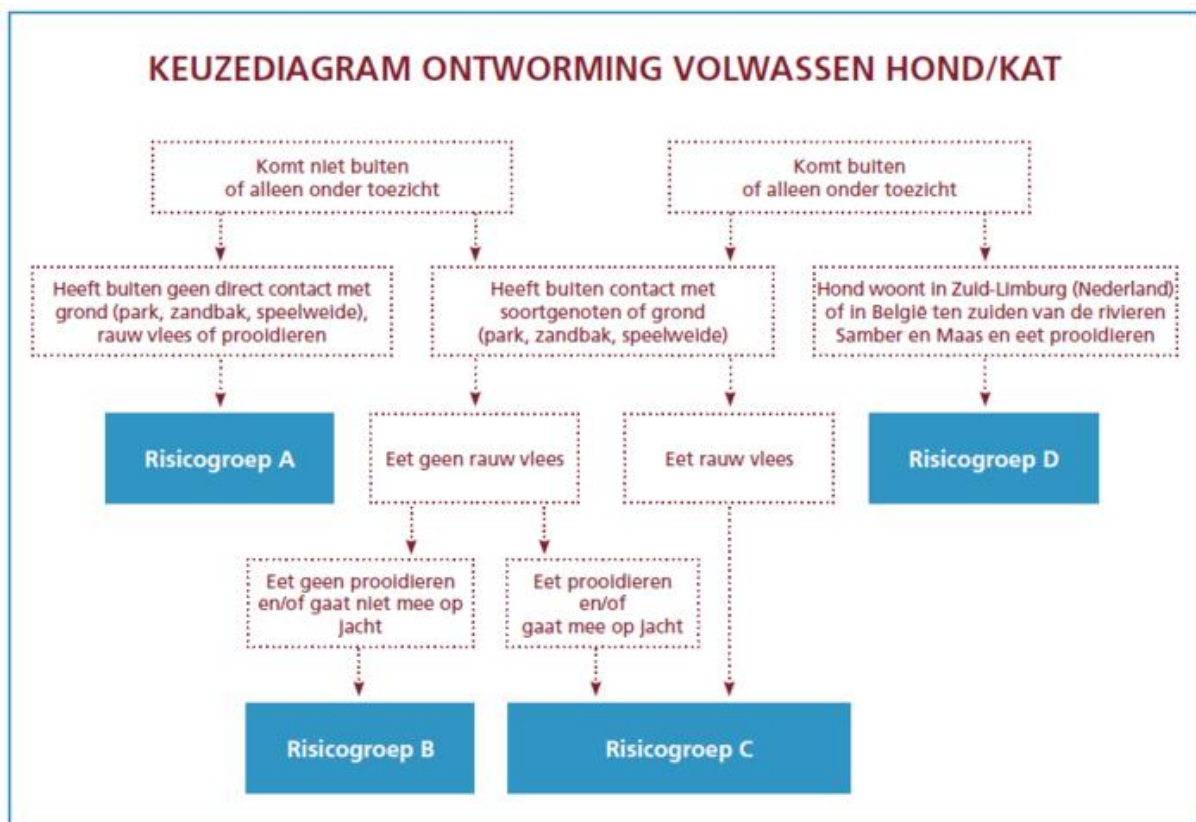 KEUZEDIAGRAM ONTWORMING VOLWASSEN HOND/KAT
Komt niet buiten
of alleen onder toezicht
Komt buiten
of alleen onder toezicht
Heeft buiten geen direct contact met
grond (park, zandbak, speelweide),
rauw vlees of prooidieren
Heeft buiten contact met
soortgenoten of grond
(park, zandbak, speelweide)
Hond woont in Zuid-Limburg (Nederland)
of in België ten zuiden van de rivieren
Samber en Maas en eet prooidieren
Risicogroep A
Eet geen rauw vlees
Eet rauw vlees
Risicogroep D
Eet geen prooidieren
en/of gaat niet mee op
jacht
Eet prooidieren
en/of
gaat mee op jacht
Risicogroep B
Risicogroep C